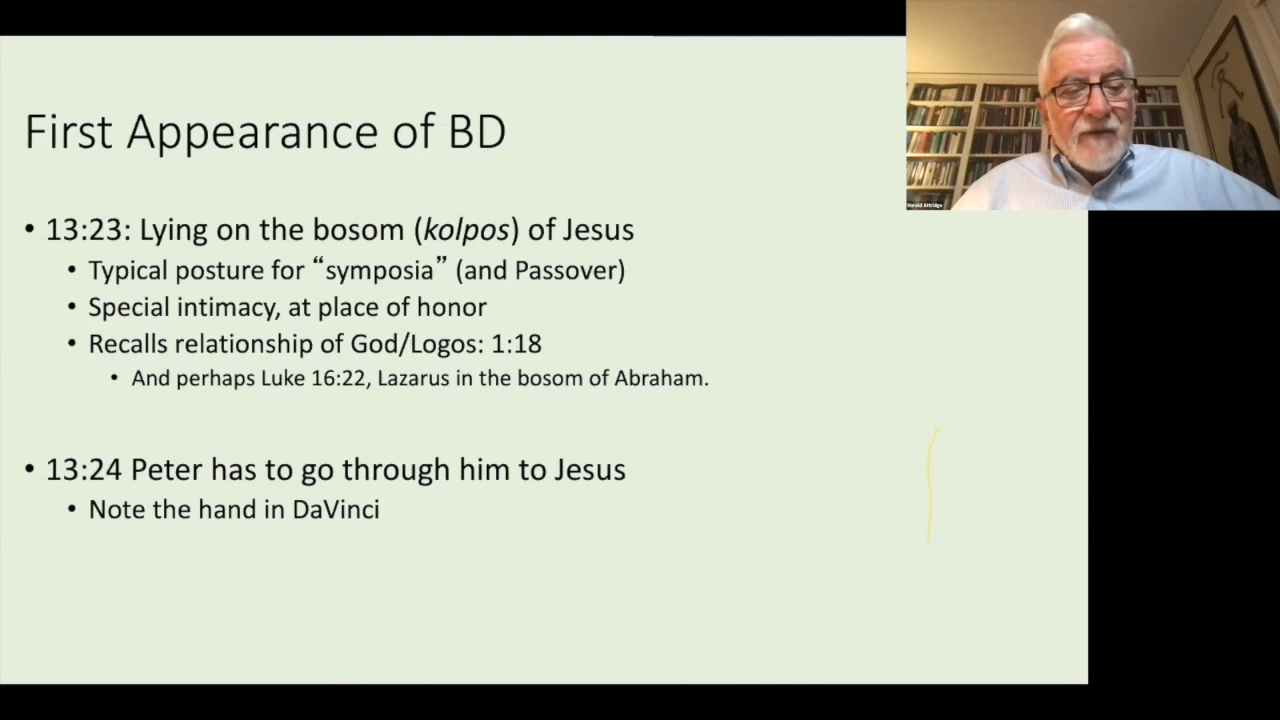 First Appearance of BD
• 13:23: Lying on the bosom (kolpos) of Jesus
• Typical posture for “symposia” (and Passover)
• Special intimacy, at place of honor
• Recalls relationship of God/Logos: 1:18
• And perhaps Luke 16:22, Lazarus in the bosom of Abraham.
• 13:24 Peter has to go through him to Jesus
• Note the hand in DaVinci
Harold Attridge